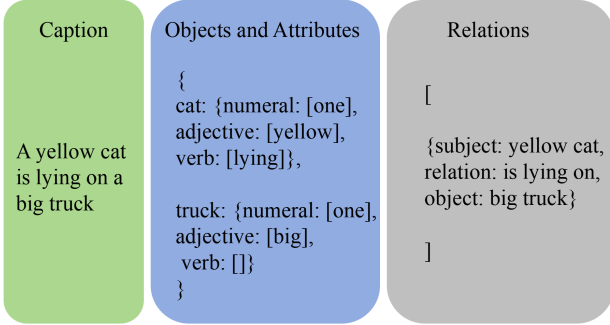 Caption
A yellow cat
is lying on a
big truck
Objects and Attributes
{
cat: {numeral: [one],
adjective: [yellow],
verb: [lying]},
truck: {numeral: [one],
adjective: [big],
verb: []}
}
Relations
[
{subject: yellow cat,
relation: is lying on,
object: big truck}
]